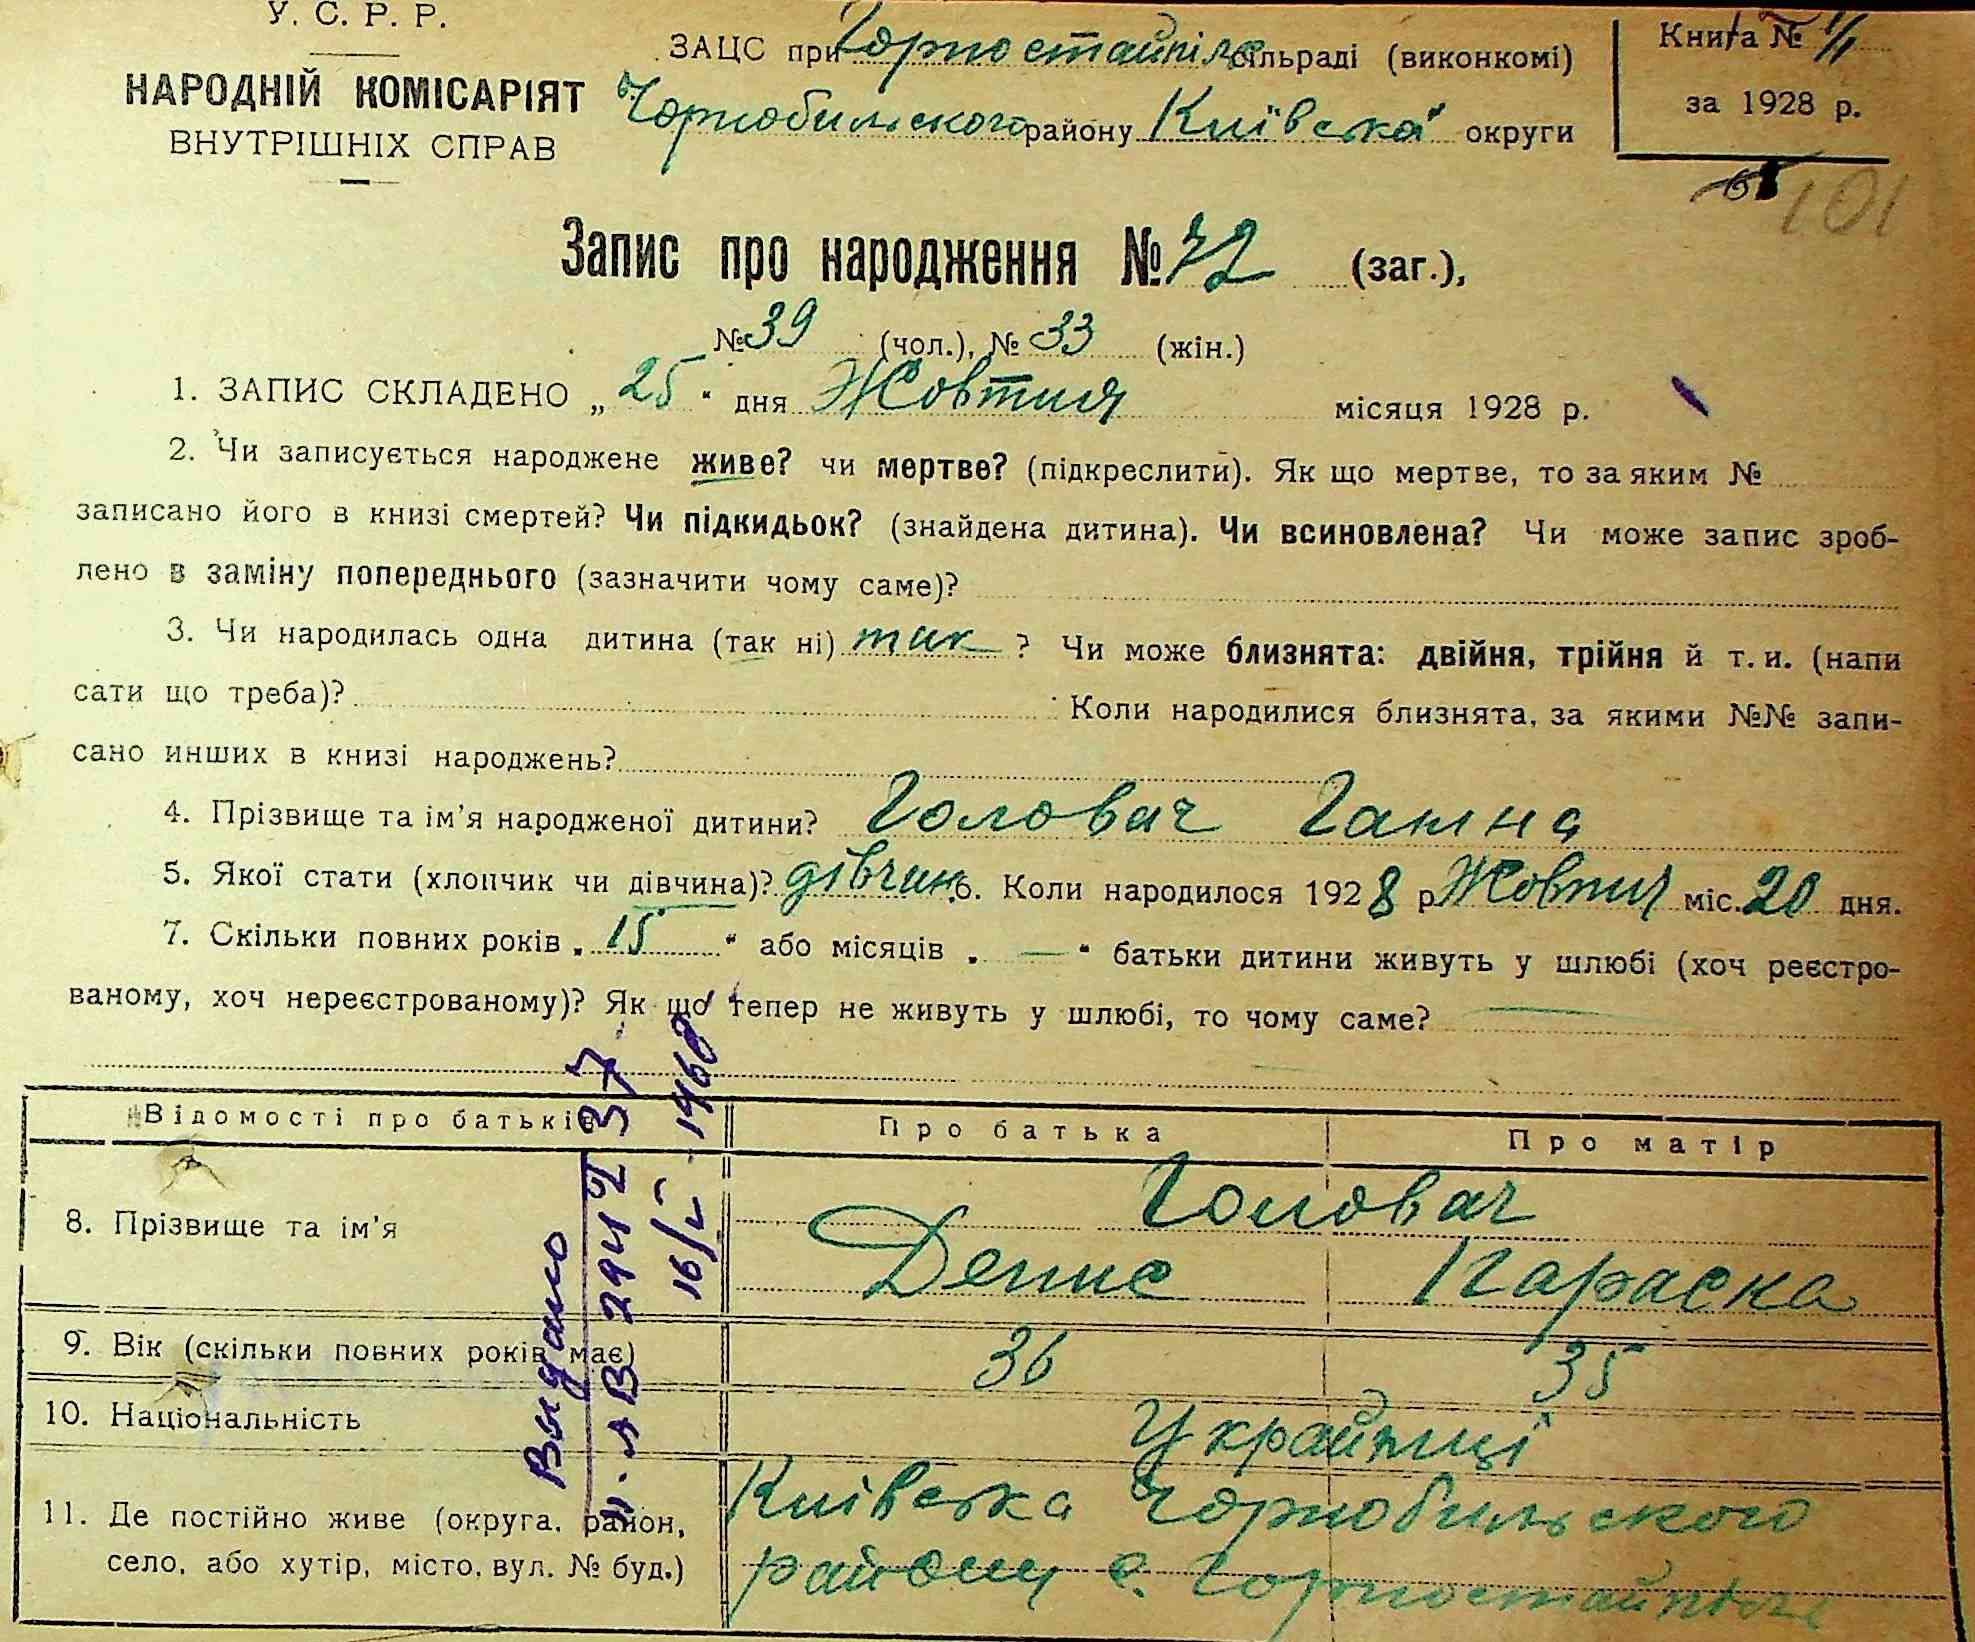 У. С. Р. Р.
НАРОДНІЙ КОМІСАРІЯТ
ВНУТРІШНІХ СПРАВ
ЗАЦС при Горностайпіль сільраді (виконкомі)
Чорнобильского району "Київська" округи
Книга №
за 1928 р.
101
Запис про народження № 72 (заг.),
№ 39 (чол.), № 33 (жін.)
1. ЗАПИС СКЛАДЕНО „25“ дня Жовтня місяця 1928 р.
2. Чи записується народжене живе? чи мертве? (підкреслити). Як що мертве, то за яким №
записано його в книзі смертей? Чи підкидьок? (знайдена дитина). Чи всиновлена? Чи може запис зроб-
лено в заміну попереднього (зазначити чому саме)?
3. Чи народилась одна дитина (так ні) так ? Чи може близнята: двійня, трійня й т. и. (напи
сати що треба)? Коли народилися близнята, за якими №№ запи-
сано инших в книзі народжень?
4. Прізвище та ім'я народженої дитини? Головач Ганна
5. Якої стати (хлопчик чи дівчина)? дівчин 6. Коли народилося 1928 р Жовтня міс. 20 дня.
7. Скільки повних років „15“ або місяців „—“ батьки дитини живуть у шлюбі (хоч реєстро-
ваному, хоч нереєстрованому)? Як що тепер не живуть у шлюбі, то чому саме? —
Відомості про батьків
Про батька
Про матір
8. Прізвище та ім'я
Головач
Денис Параска
9. Вік (скільки повних років має) 36 35
10. Національність Українці
11. Де постійно живе (округа, район,
село, або хутір, місто, вул. № буд.)
Київська Чорнобильского
району с. Горностайпіль
Выдано